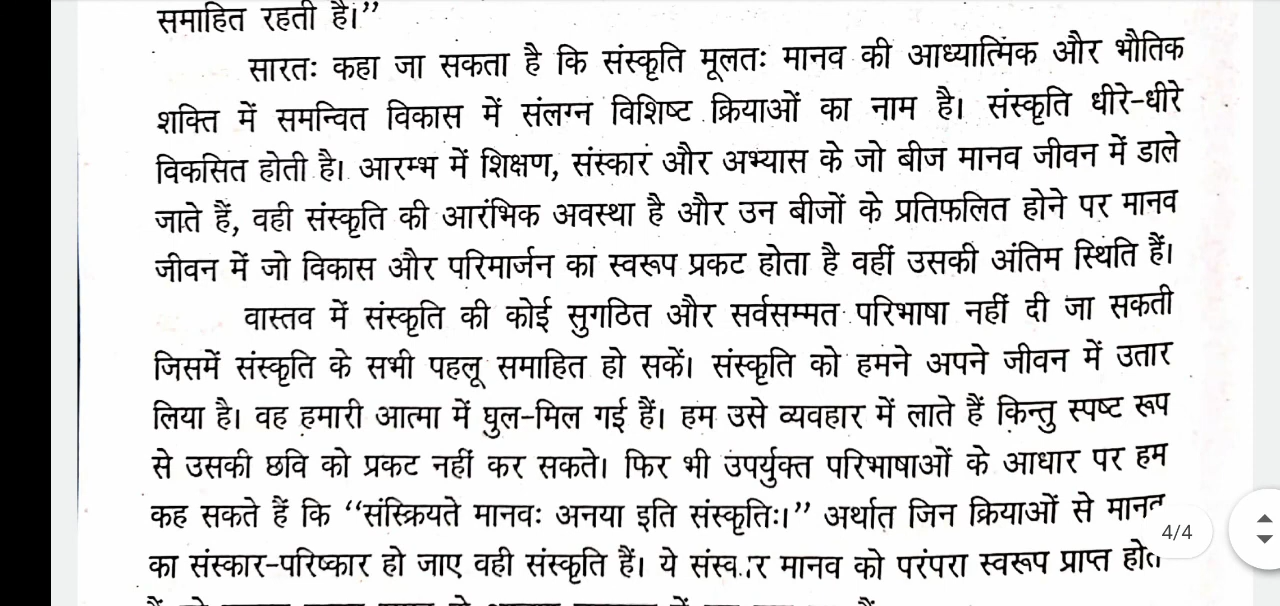 समाहित रहती है।”
सारतः कहा जा सकता है कि संस्कृति मूलतः मानव की आध्यात्मिक और भौतिक
शक्ति में समन्वित विकास में संलग्न विशिष्ट क्रियाओं का नाम है। संस्कृति धीरे-धीरे
विकसित होती है। आरम्भ में शिक्षण, संस्कार और अभ्यास के जो बीज मानव जीवन में डाले
जाते हैं, वही संस्कृति की आरंभिक अवस्था है और उन बीजों के प्रतिफलित होने पर मानव
जीवन में जो विकास और परिमार्जन का स्वरूप प्रकट होता है वहीं उसकी अंतिम स्थिति हैं।
वास्तव में संस्कृति की कोई सुगठित और सर्वसम्मत परिभाषा नहीं दी जा सकती
जिसमें संस्कृति के सभी पहलू समाहित हो सकें। संस्कृति को हमने अपने जीवन में उतार
लिया है। वह हमारी आत्मा में घुल-मिल गई हैं। हम उसे व्यवहार में लाते हैं किन्तु स्पष्ट रूप
से उसकी छवि को प्रकट नहीं कर सकते। फिर भी उपर्युक्त परिभाषाओं के आधार पर हम
कह सकते हैं कि “संस्क्रियते मानवः अनया इति संस्कृतिः।” अर्थात जिन क्रियाओं से मानव
4/4
का संस्कार-परिष्कार हो जाए वही संस्कृति हैं। ये संस्कार मानव को परंपरा स्वरूप प्राप्त होते